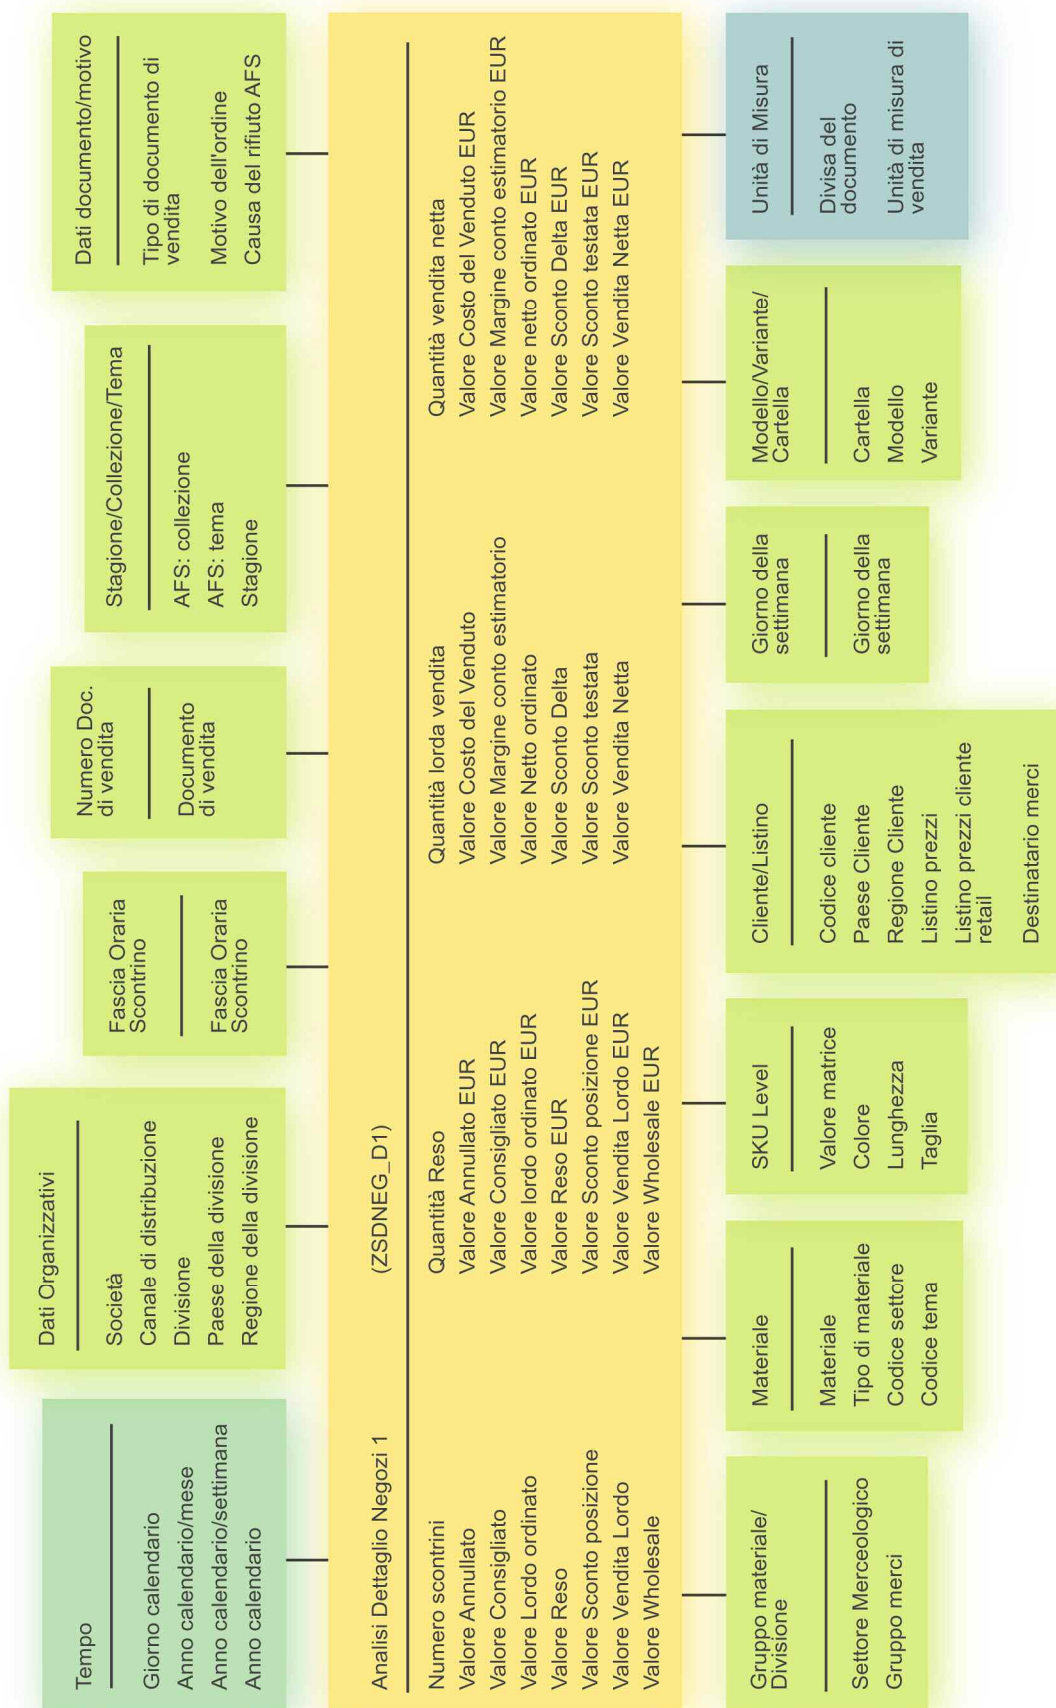 Tempo
Giorno calendario
Anno calendario/mese
Anno calendario/settimana
Anno calendario
Dati Organizzativi
Società
Canale di distribuzione
Divisione
Paese della divisione
Regione della divisione
Fascia Oraria
Scontrino
Fascia Oraria
Scontrino
Numero Doc.
di vendita
Documento
di vendita
Stagione/Collezione/Tema
AFS: collezione
AFS: tema
Stagione
Dati documento/motivo
Tipo di documento di
vendita
Motivo dell'ordine
Causa del rifiuto AFS
Analisi Dettaglio Negozi 1 (ZSDNEG_D1)
Numero scontrini
Valore Annullato
Valore Consigliato
Valore Lordo ordinato
Valore Reso
Valore Sconto posizione
Valore Vendita Lordo
Valore Wholesale
Quantità Reso
Valore Annullato EUR
Valore Consigliato EUR
Valore lordo ordinato EUR
Valore Reso EUR
Valore Sconto posizione EUR
Valore Vendita Lordo EUR
Valore Wholesale EUR
Quantità lorda vendita
Valore Costo del Venduto
Valore Margine conto estimatorio
Valore Netto ordinato
Valore Sconto Delta
Valore Sconto testata
Valore Vendita Netta
Quantità vendita netta
Valore Costo del Venduto EUR
Valore Margine conto estimatorio EUR
Valore netto ordinato EUR
Valore Sconto Delta EUR
Valore Sconto testata EUR
Valore Vendita Netta EUR
Gruppo materiale/
Divisione
Settore Merceologico
Gruppo merci
Materiale
Materiale
Tipo di materiale
Codice settore
Codice tema
SKU Level
Valore matrice
Colore
Lunghezza
Taglia
Cliente/Listino
Codice cliente
Paese Cliente
Regione Cliente
Listino prezzi
Listino prezzi cliente
retail
Destinatario merci
Giorno della
settimana
Giorno della
settimana
Modello/Variante/
Cartella
Cartella
Modello
Variante
Unità di Misura
Divisa del
documento
Unità di misura di
vendita